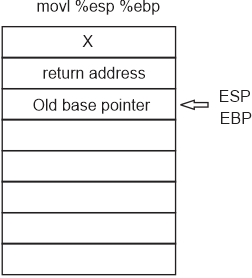 movl %esp %ebp
X
return address
Old base pointer
ESP
EBP